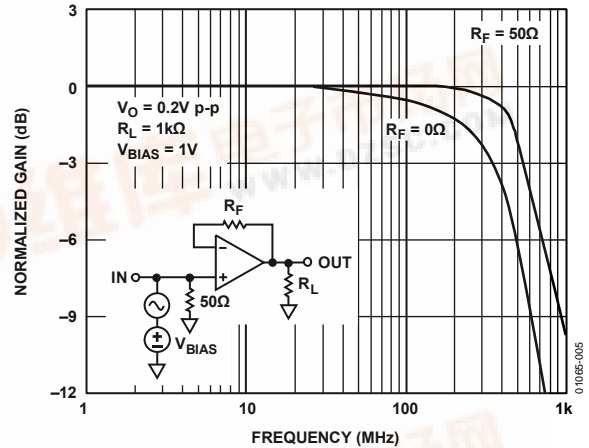 3
0
–3
–6
–9
–12
NORMALIZED GAIN (dB)
R_F = 50Ω
V_O = 0.2V p-p
R_L = 1kΩ
V_BIAS = 1V
R_F = 0Ω
R_F
–
+
OUT
IN
50Ω
R_L
V_BIAS
1
10
100
1k
FREQUENCY (MHz)
01065-005